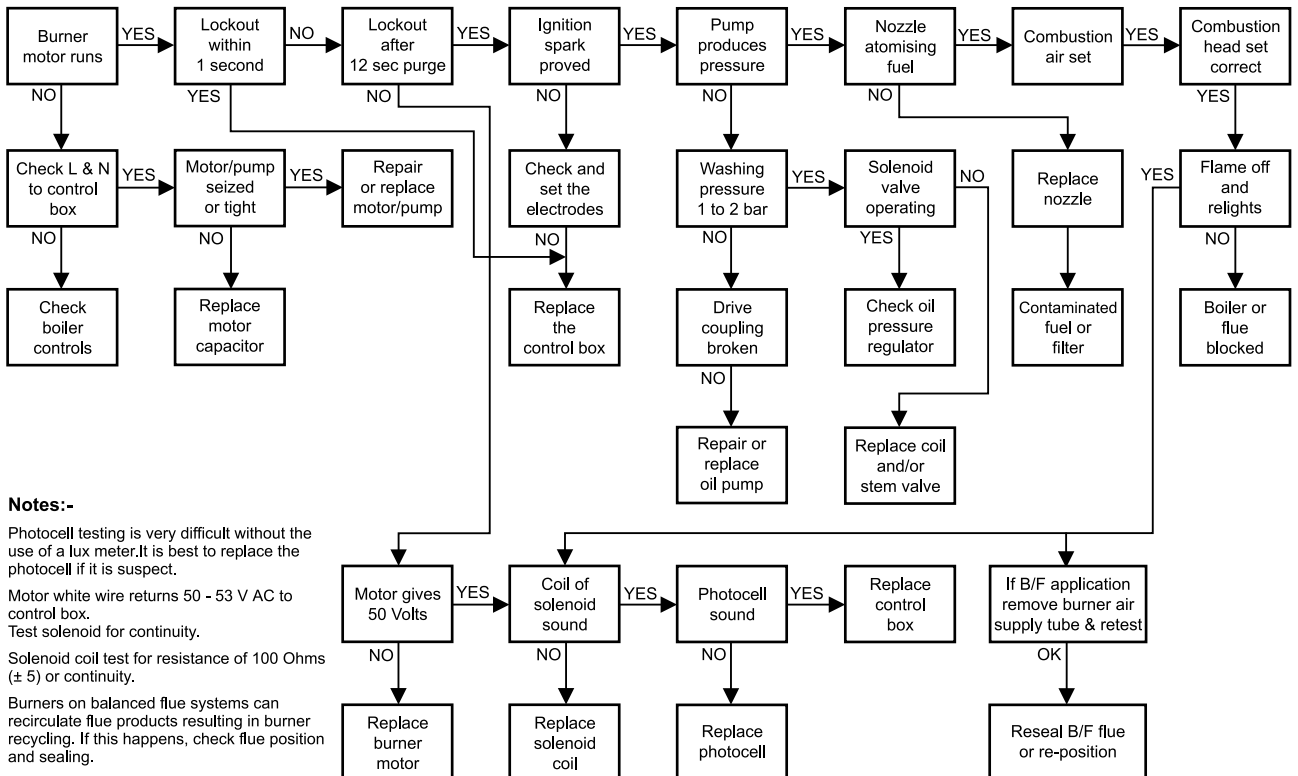 Burner
motor runs
YES
Lockout
within
1 second
NO
Lockout
after
12 sec purge
YES
Ignition
spark
proved
YES
Pump
produces
pressure
YES
Nozzle
atomising
fuel
YES
Combustion
air set
YES
Combustion
head set
correct
NO
YES
NO
NO
NO
NO
YES
Check L & N
to control
box
YES
Motor/pump
seized
or tight
YES
Repair
or replace
motor/pump
Check and
set the
electrodes
Washing
pressure
1 to 2 bar
YES
Solenoid
valve
operating
NO
Replace
nozzle
YES
Flame off
and
relights
NO
NO
NO
NO
YES
NO
Check
boiler
controls
Replace
motor
capacitor
Replace
the
control box
Drive
coupling
broken
Check oil
pressure
regulator
Contaminated
fuel or
filter
Boiler or
flue
blocked
NO
Repair or
replace
oil pump
Replace coil
and/or
stem valve
Notes:-
Photocell testing is very difficult without the
use of a lux meter.It is best to replace the
photocell if it is suspect.
Motor white wire returns 50 - 53 V AC to
control box.
Test solenoid for continuity.
Solenoid coil test for resistance of 100 Ohms
(± 5) or continuity.
Burners on balanced flue systems can
recirculate flue products resulting in burner
recycling. If this happens, check flue position
and sealing.
Motor gives
50 Volts
YES
Coil of
solenoid
sound
YES
Photocell
sound
YES
Replace
control
box
If B/F application
remove burner air
supply tube & retest
NO
NO
NO
OK
Replace
burner
motor
Replace
solenoid
coil
Replace
photocell
Reseal B/F flue
or re-position